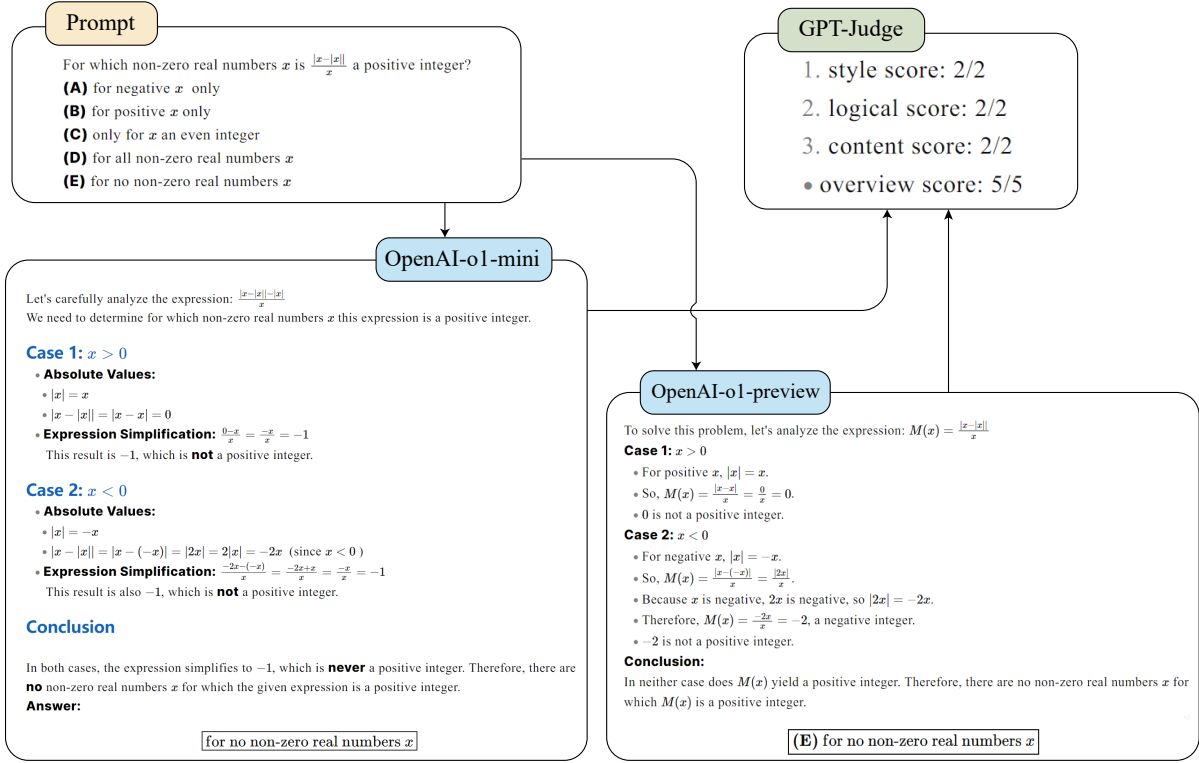 Prompt
For which non-zero real numbers x is |x−|x||/x a positive integer?
(A) for negative x only
(B) for positive x only
(C) only for x an even integer
(D) for all non-zero real numbers x
(E) for no non-zero real numbers x
GPT-Judge
1. style score: 2/2
2. logical score: 2/2
3. content score: 2/2
• overview score: 5/5
OpenAI-o1-mini
Let's carefully analyze the expression: |x−|x||−|x|/x
We need to determine for which non-zero real numbers x this expression is a positive integer.
Case 1: x > 0
• Absolute Values:
• |x| = x
• |x − |x|| = |x − x| = 0
• Expression Simplification: 0−x/x = −x/x = −1
This result is −1, which is not a positive integer.
Case 2: x < 0
• Absolute Values:
• |x| = −x
• |x − |x|| = |x − (−x)| = |2x| = 2|x| = −2x (since x < 0 )
• Expression Simplification: −2x−(−x)/x = −2x+x/x = −x/x = −1
This result is also −1, which is not a positive integer.
Conclusion
In both cases, the expression simplifies to −1, which is never a positive integer. Therefore, there are
no non-zero real numbers x for which the given expression is a positive integer.
Answer:
for no non-zero real numbers x
OpenAI-o1-preview
To solve this problem, let's analyze the expression: M(x) = |x−|x||/x
Case 1: x > 0
• For positive x, |x| = x.
• So, M(x) = |x−x|/x = 0/x = 0.
• 0 is not a positive integer.
Case 2: x < 0
• For negative x, |x| = −x.
• So, M(x) = |x−(−x)|/x = |2x|/x.
• Because x is negative, 2x is negative, so |2x| = −2x.
• Therefore, M(x) = −2x/x = −2, a negative integer.
• −2 is not a positive integer.
Conclusion:
In neither case does M(x) yield a positive integer. Therefore, there are no non-zero real numbers x for
which M(x) is a positive integer.
(E) for no non-zero real numbers x